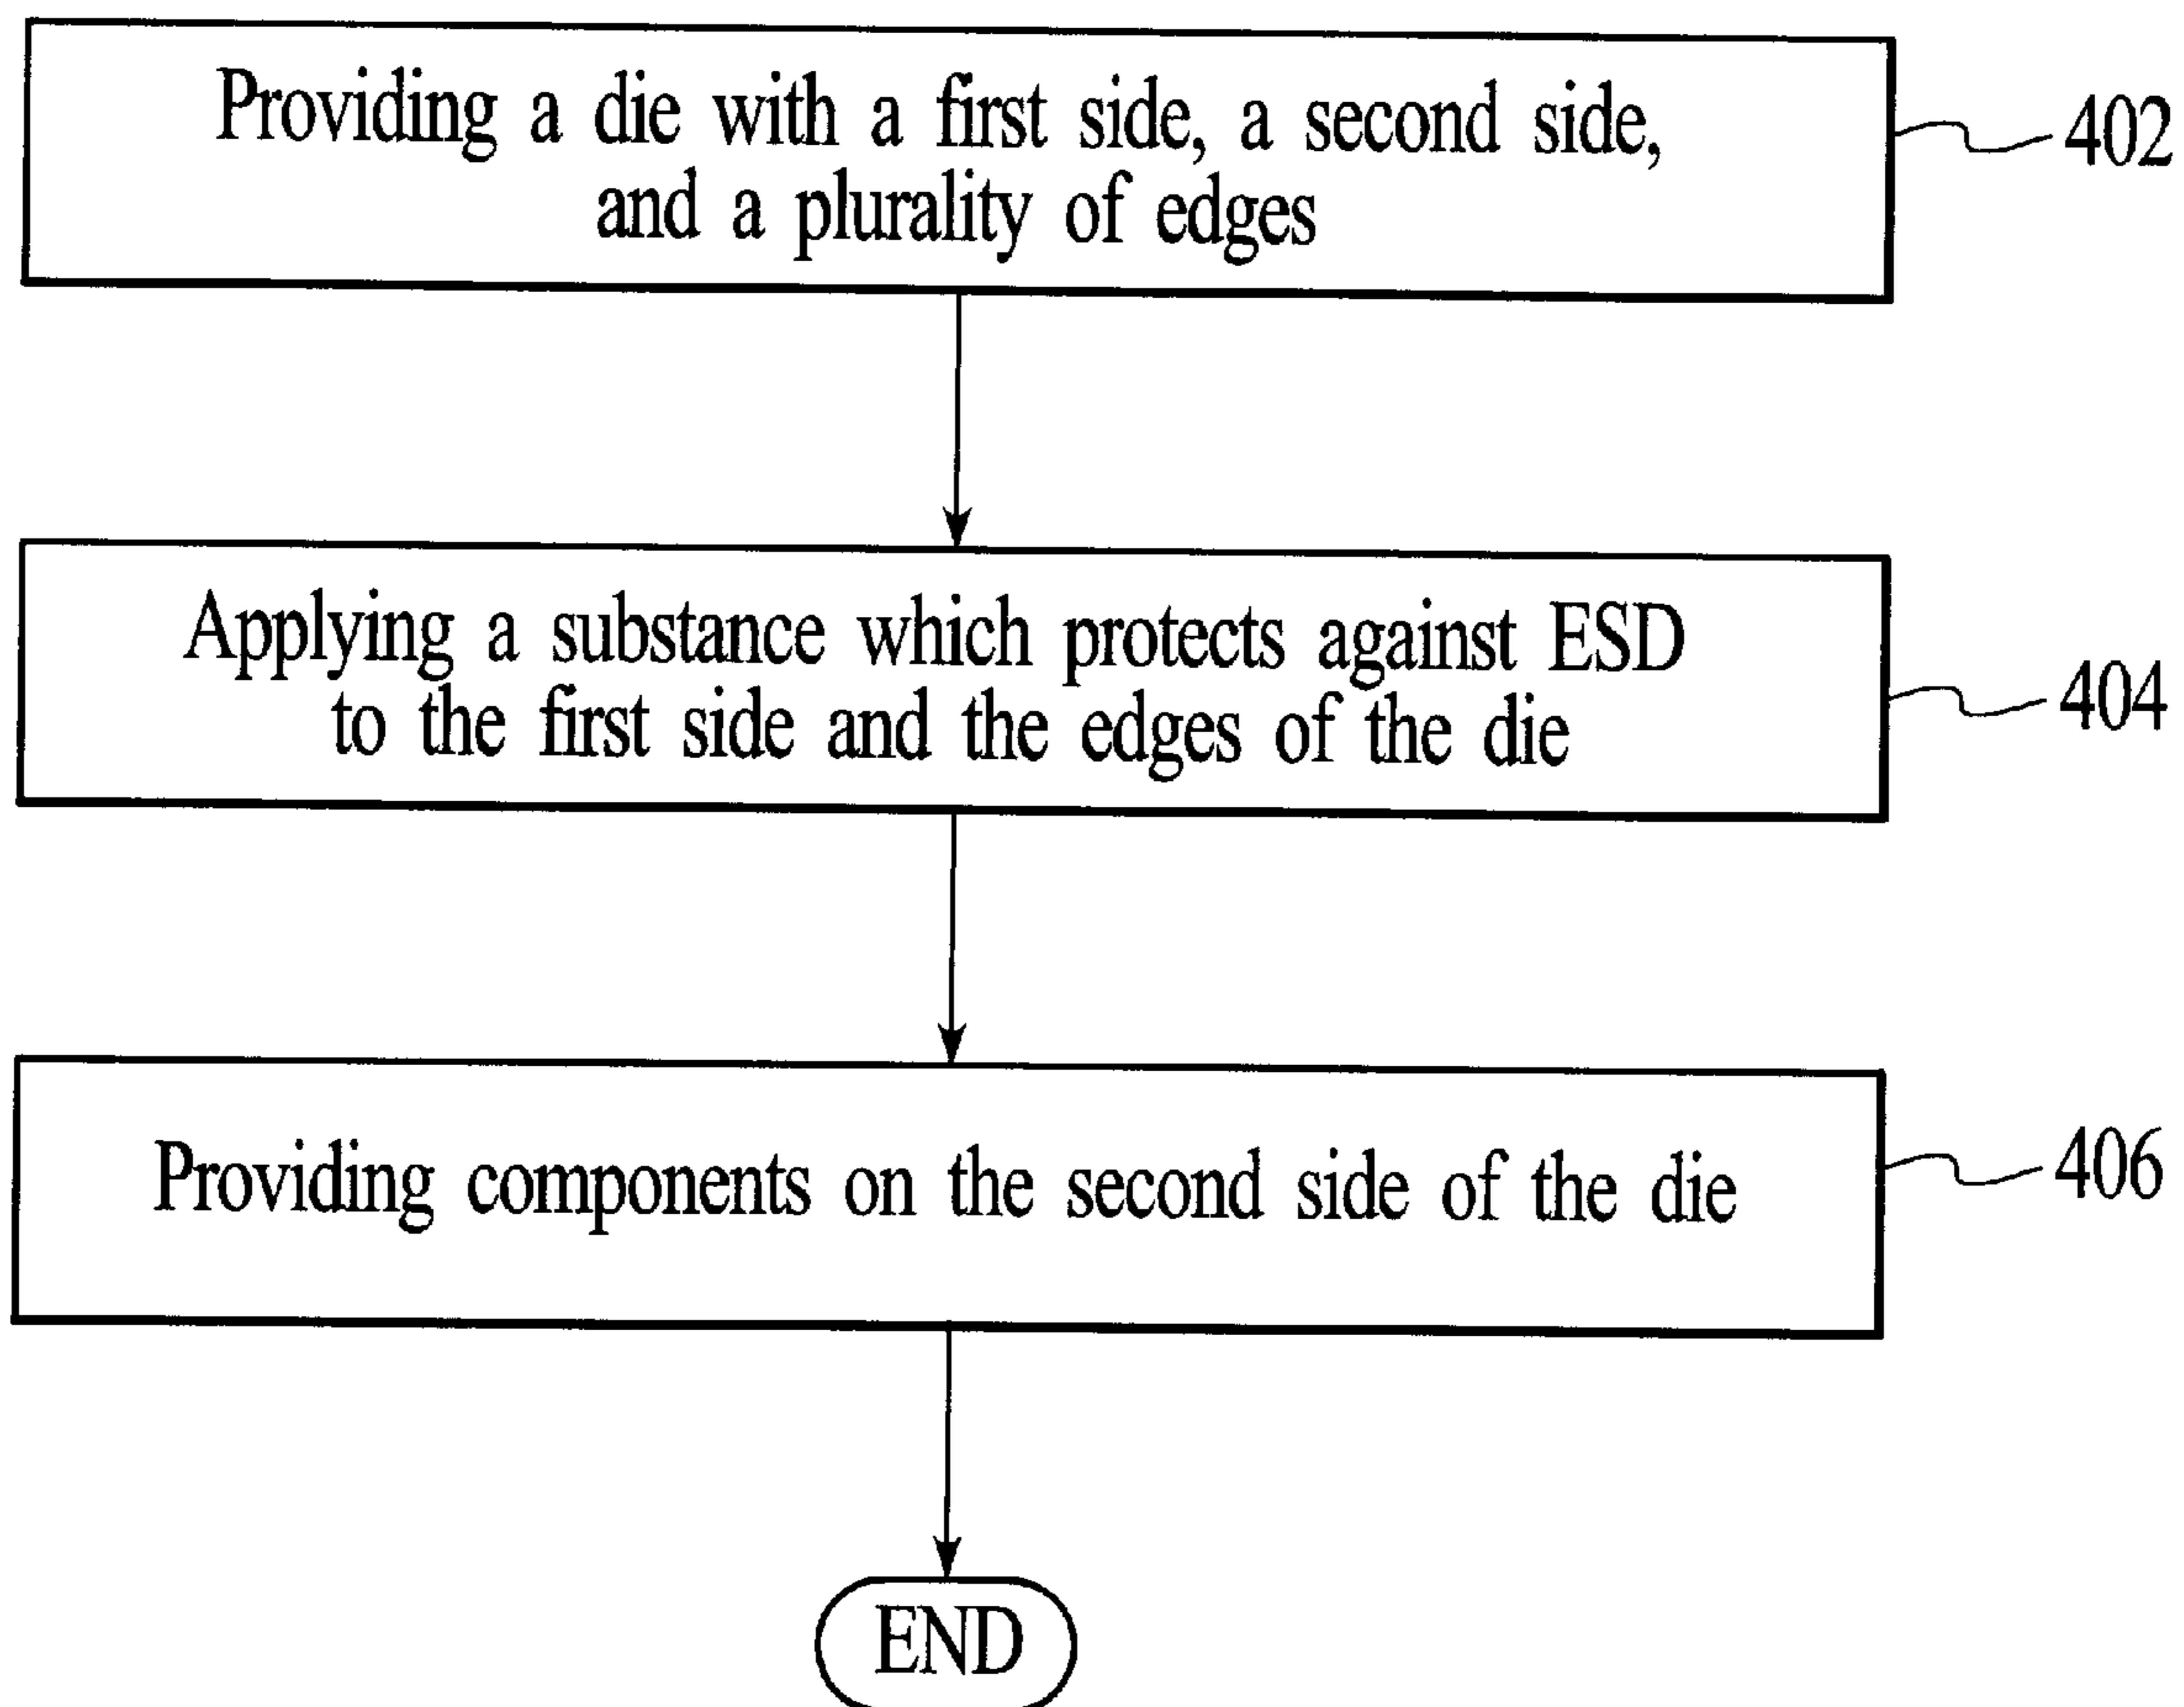 Providing a die with a first side, a second side,
and a plurality of edges
402
Applying a substance which protects against ESD
to the first side and the edges of the die
404
Providing components on the second side of the die
406
END